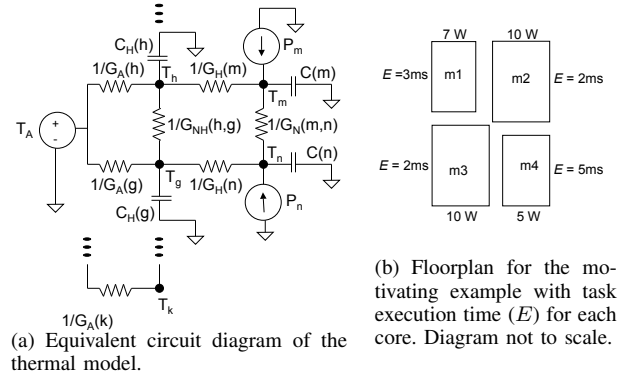 C_H(h)
P_m
1/G_A(h)
T_h
1/G_H(m)
C(m)
T_m
T_A
1/G_NH(h,g)
1/G_N(m,n)
T_n
C(n)
1/G_A(g)
T_g
1/G_H(n)
C_H(g)
P_n
T_k
1/G_A(k)
(a) Equivalent circuit diagram of the
thermal model.
7 W
10 W
E =3ms
m1
m2
E = 2ms
E = 2ms
m3
m4
E = 5ms
10 W
5 W
(b) Floorplan for the mo-
tivating example with task
execution time (E) for each
core. Diagram not to scale.